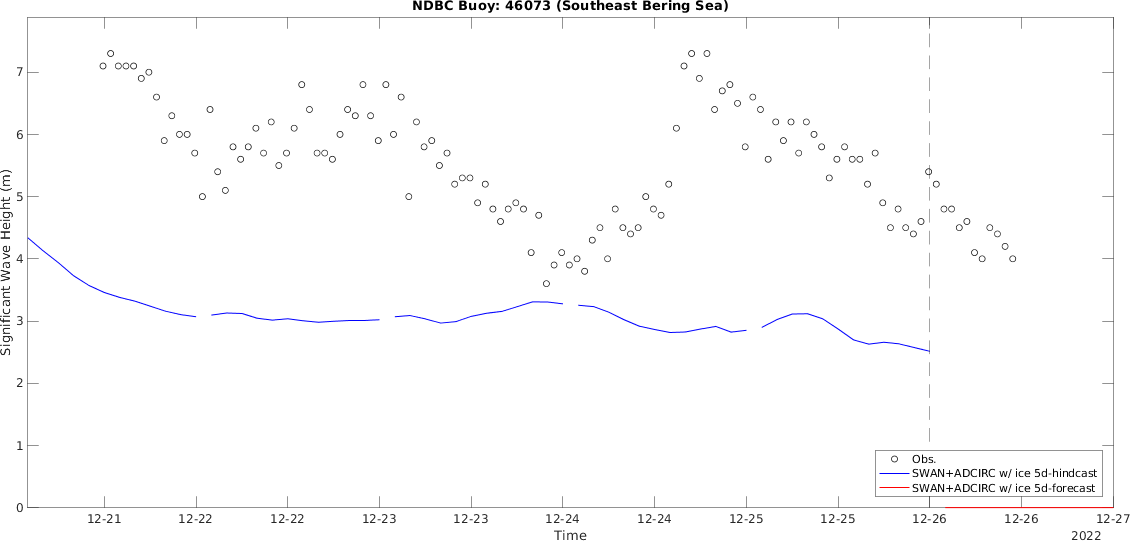 NDBC Buoy: 46073 (Southeast Bering Sea)
Significant Wave Height (m)
7
6
5
4
3
2
1
0
12-21 12-22 12-22 12-23 12-23 12-24 12-24 12-25 12-25 12-26 12-26 12-27
Time
2022
Obs.
SWAN+ADCIRC w/ ice 5d-hindcast
SWAN+ADCIRC w/ ice 5d-forecast